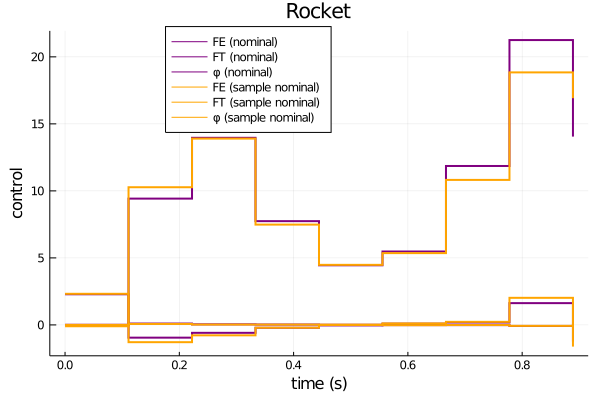 Rocket
FE (nominal)
FT (nominal)
φ (nominal)
FE (sample nominal)
FT (sample nominal)
φ (sample nominal)
control
20
15
10
5
0
0.0 0.2 0.4 0.6 0.8
time (s)